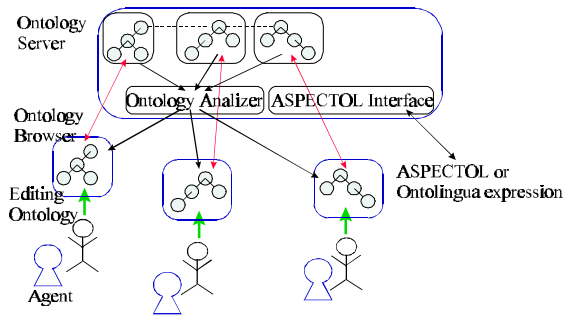 Ontology
Server
Ontology Analizer
ASPECTOL Interface
Ontology
Browser
ASPECTOL or
Ontolingua expression
Editing
Ontology
Agent